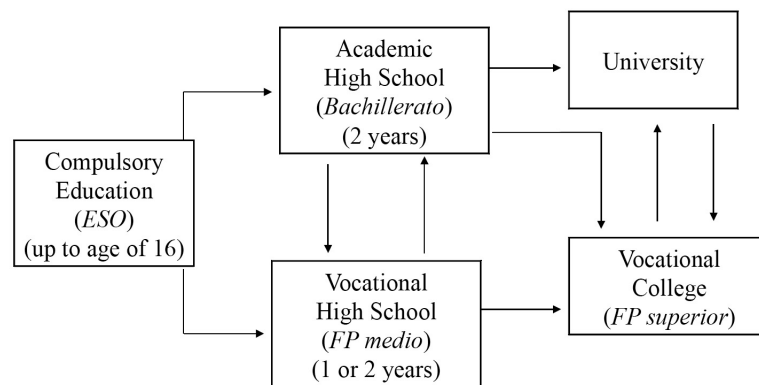 Compulsory
Education
(ESO)
(up to age of 16)
Academic
High School
(Bachillerato)
(2 years)
Vocational
High School
(FP medio)
(1 or 2 years)
University
Vocational
College
(FP superior)